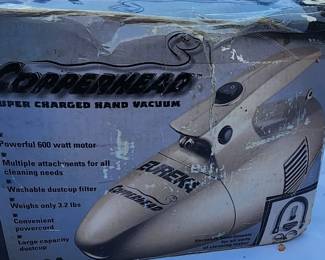 COPPERHEAD
SUPER CHARGED HAND VACUUM
Powerful 600 watt motor
Multiple attachments for all
cleaning needs
Washable dustcup filter
Weighs only 3.2 lbs
Convenient
powercord
Large capacity
dustcup
EUREKA
COPPERHEAD